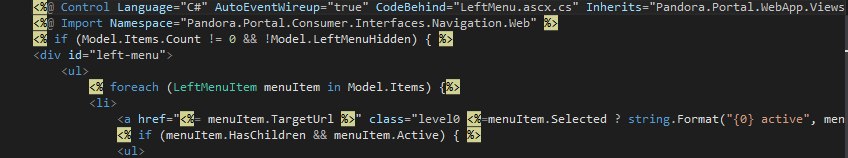 <%@ Control Language="C#" AutoEventWireup="true" CodeBehind="LeftMenu.ascx.cs" Inherits="Pandora.Portal.WebApp.Views
<%@ Import Namespace="Pandora.Portal.Consumer.Interfaces.Navigation.Web" %>
<% if (Model.Items.Count != 0 && !Model.LeftMenuHidden) { %>
<div id="left-menu">
<ul>
<% foreach (LeftMenuItem menuItem in Model.Items) {%>
<li>
<a href="<%= menuItem.TargetUrl %>" class="level0 <%=menuItem.Selected ? string.Format("{0} active", men
<% if (menuItem.HasChildren && menuItem.Active) { %>
<ul>